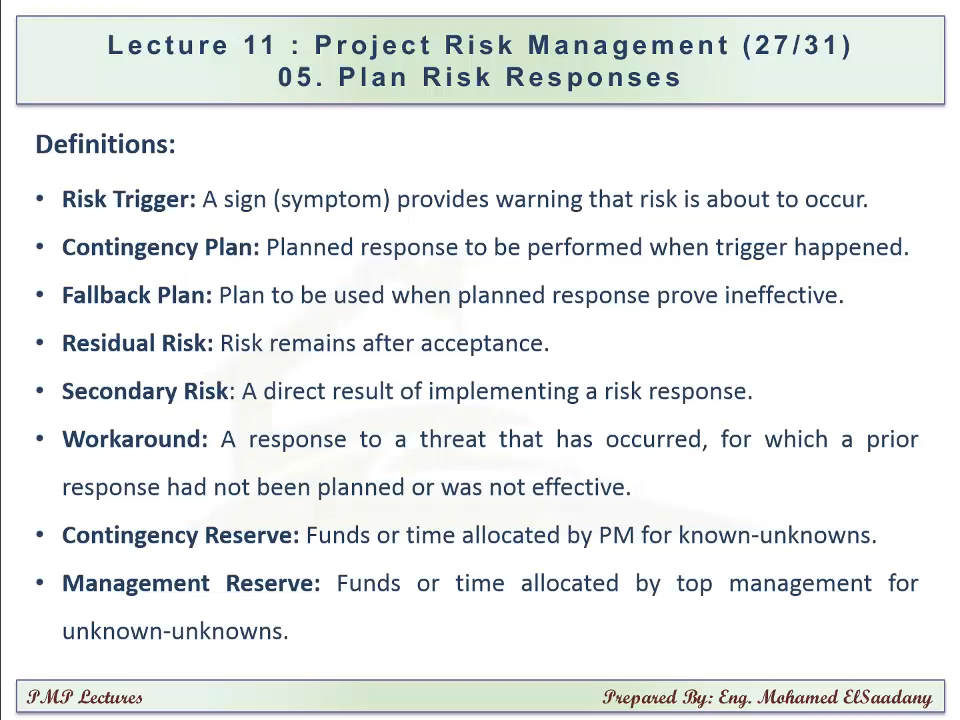 Lecture 11 : Project Risk Management (27/31)
05. Plan Risk Responses
Definitions:
• Risk Trigger: A sign (symptom) provides warning that risk is about to occur.
• Contingency Plan: Planned response to be performed when trigger happened.
• Fallback Plan: Plan to be used when planned response prove ineffective.
• Residual Risk: Risk remains after acceptance.
• Secondary Risk: A direct result of implementing a risk response.
• Workaround: A response to a threat that has occurred, for which a prior
response had not been planned or was not effective.
• Contingency Reserve: Funds or time allocated by PM for known-unknowns.
• Management Reserve: Funds or time allocated by top management for
unknown-unknowns.
PMP Lectures
Prepared By: Eng. Mohamed ElSaadany